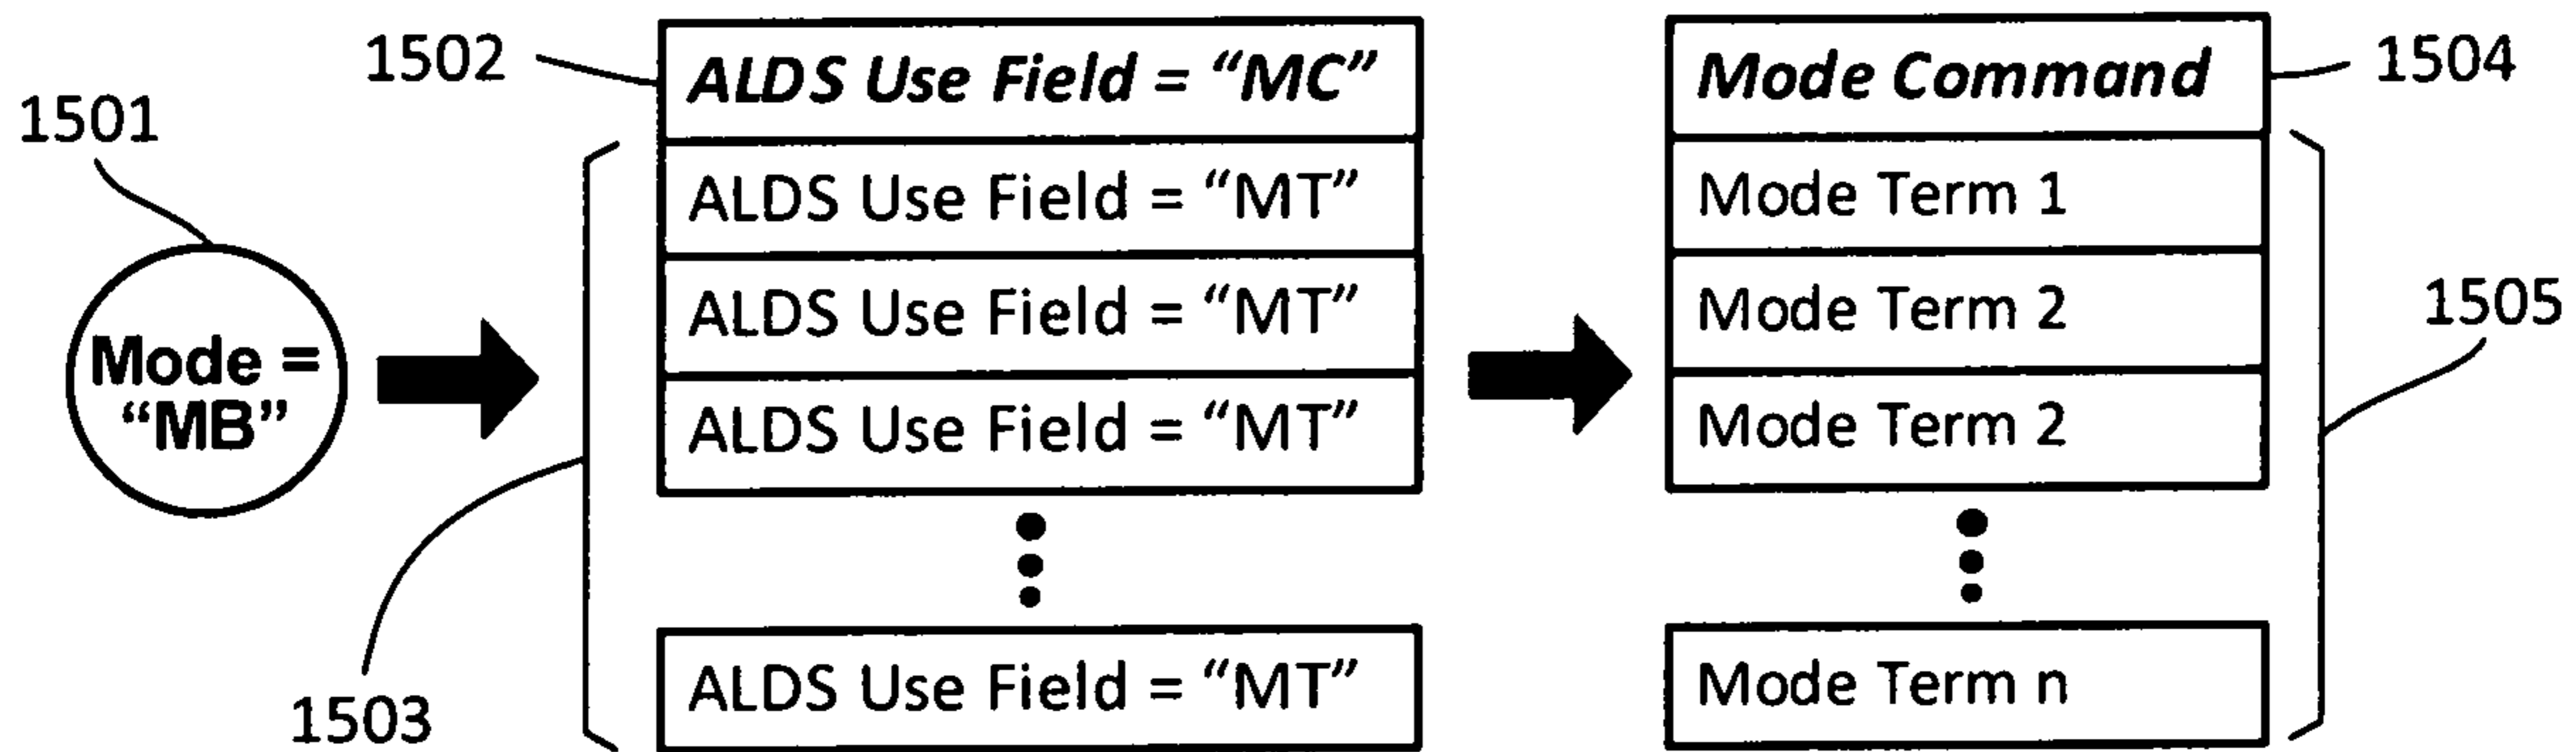 1501
Mode =
“MB”
1502
1503
ALDS Use Field = “MC”
ALDS Use Field = “MT”
ALDS Use Field = “MT”
ALDS Use Field = “MT”
ALDS Use Field = “MT”
Mode Command
Mode Term 1
Mode Term 2
Mode Term 2
Mode Term n
1504
1505